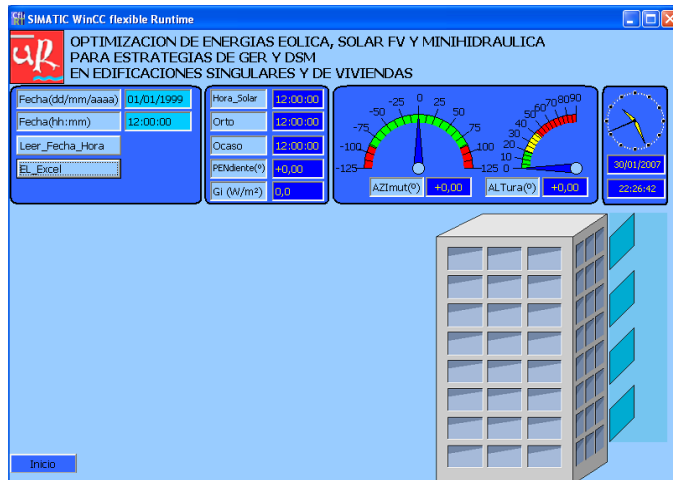 SIMATIC WinCC flexible Runtime
uR
OPTIMIZACION DE ENERGIAS EOLICA, SOLAR FV Y MINIHIDRAULICA
PARA ESTRATEGIAS DE GER Y DSM
EN EDIFICACIONES SINGULARES Y DE VIVIENDAS
Fecha(dd/mm/aaaa) 01/01/1999
Fecha(hh:mm) 12:00:00
Leer_Fecha_Hora
EL_Excel
Hora_Solar 12:00:00
Orto 12:00:00
Ocaso 12:00:00
PENdiente(º) +0,00
Gi (W/m²) 0,0
-125 -100 -75 -50 -25 0 25 50 75 100 125
AZImut(º) +0,00
0 10 20 30 40 50 60 70 80 90
ALTura(º) +0,00
30/01/2007
22:26:42
Inicio